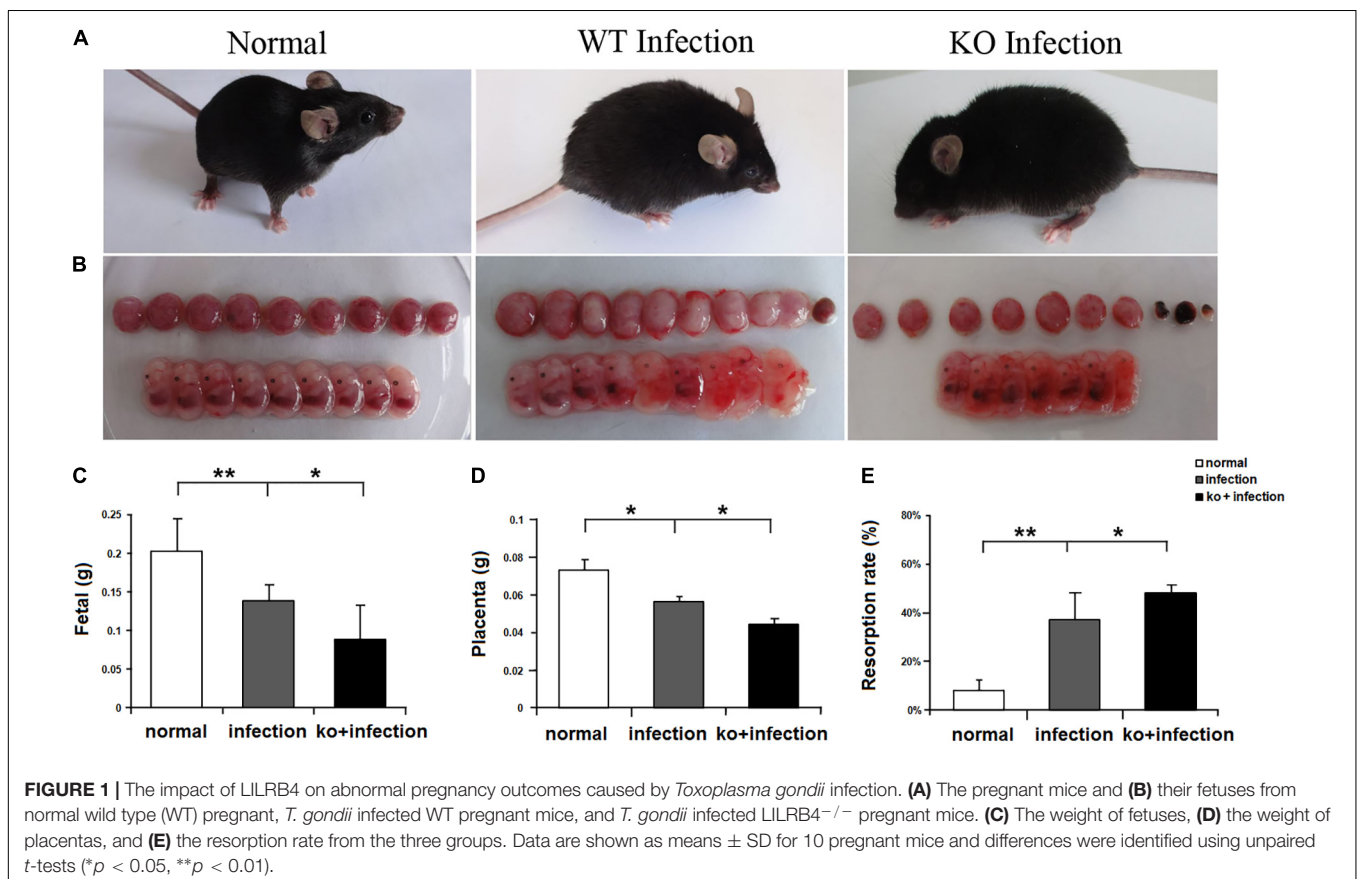 A
Normal
WT Infection
KO Infection
B
C
** *
Fetal (g)
0.25
0.2
0.15
0.1
0.05
0
normal infection ko+infection
D
* *
Placenta (g)
0.1
0.08
0.06
0.04
0.02
0
normal infection ko+infection
E
normal
infection
ko + infection
** *
Resorption rate (%)
80%
60%
40%
20%
0%
normal infection ko+infection
FIGURE 1 | The impact of LILRB4 on abnormal pregnancy outcomes caused by Toxoplasma gondii infection. (A) The pregnant mice and (B) their fetuses from
normal wild type (WT) pregnant, T. gondii infected WT pregnant mice, and T. gondii infected LILRB4−/− pregnant mice. (C) The weight of fetuses, (D) the weight of
placentas, and (E) the resorption rate from the three groups. Data are shown as means ± SD for 10 pregnant mice and differences were identified using unpaired
t-tests (*p < 0.05, **p < 0.01).